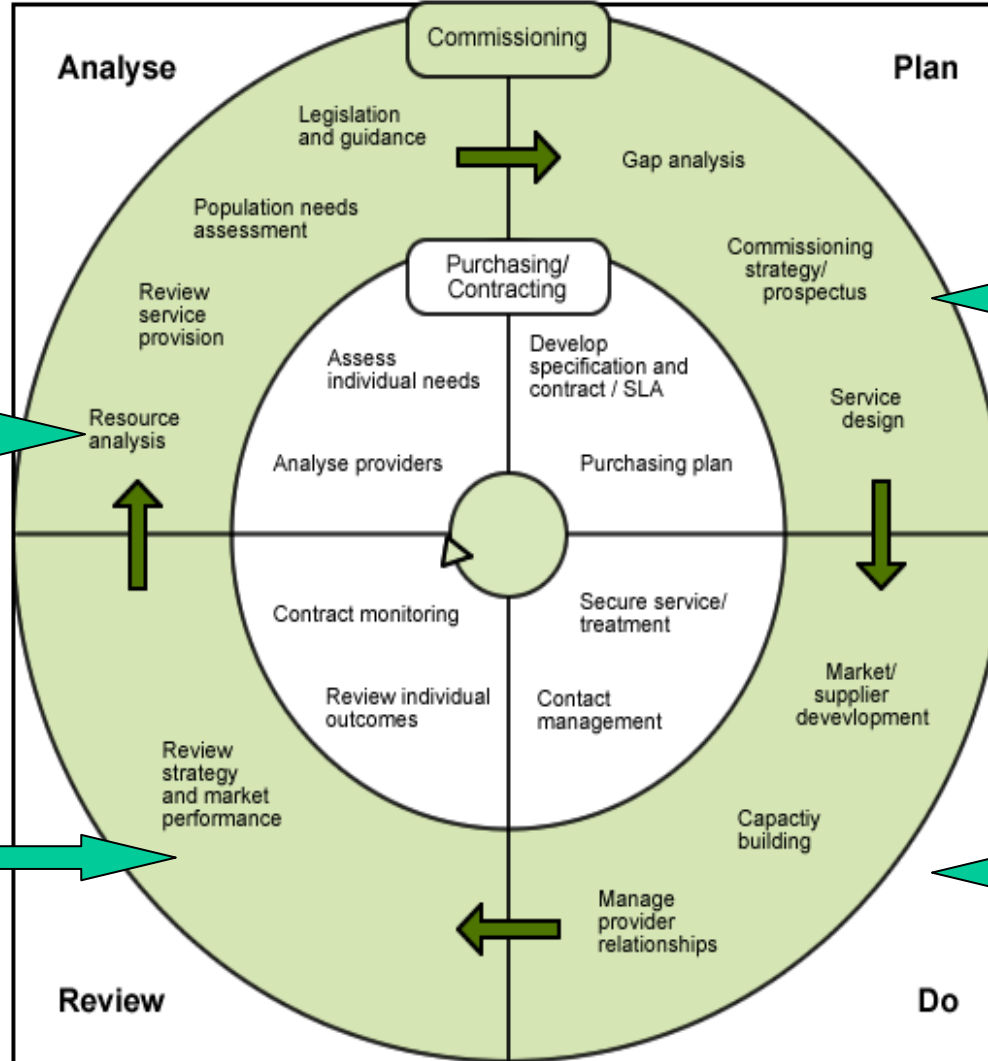 Commissioning
Analyse
Plan
Legislation
and guidance
Gap analysis
Population needs
assessment
Commissioning
strategy/
prospectus
Purchasing/
Contracting
Review
service
provision
Assess
individual needs
Develop
specification and
contract / SLA
Service
design
Resource
analysis
Analyse providers
Purchasing plan
Contract monitoring
Secure service/
treatment
Review individual
outcomes
Contact
management
Market/
supplier
devevlopment
Review
strategy
and market
performance
Capactiy
building
Manage
provider
relationships
Review
Do